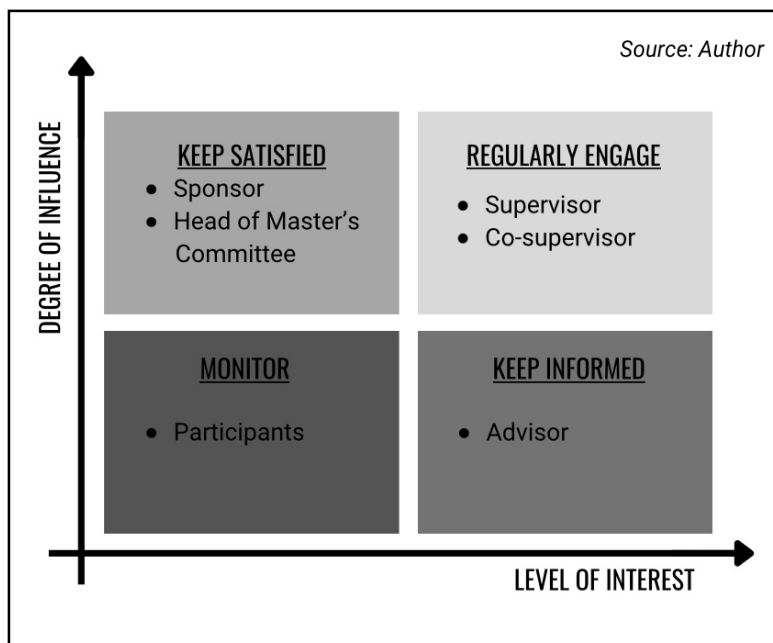 Source: Author
DEGREE OF INFLUENCE
KEEP SATISFIED
● Sponsor
● Head of Master’s
Committee
REGULARLY ENGAGE
● Supervisor
● Co-supervisor
MONITOR
● Participants
KEEP INFORMED
● Advisor
LEVEL OF INTEREST